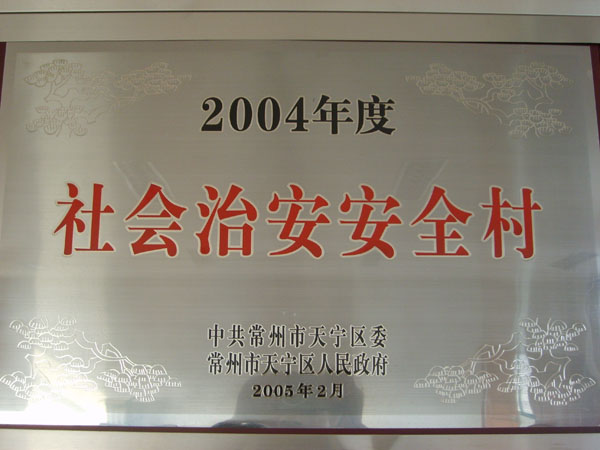 2004年度
社会治安安全村
中共常州市天宁区委
常州市天宁区人民政府
2005年2月